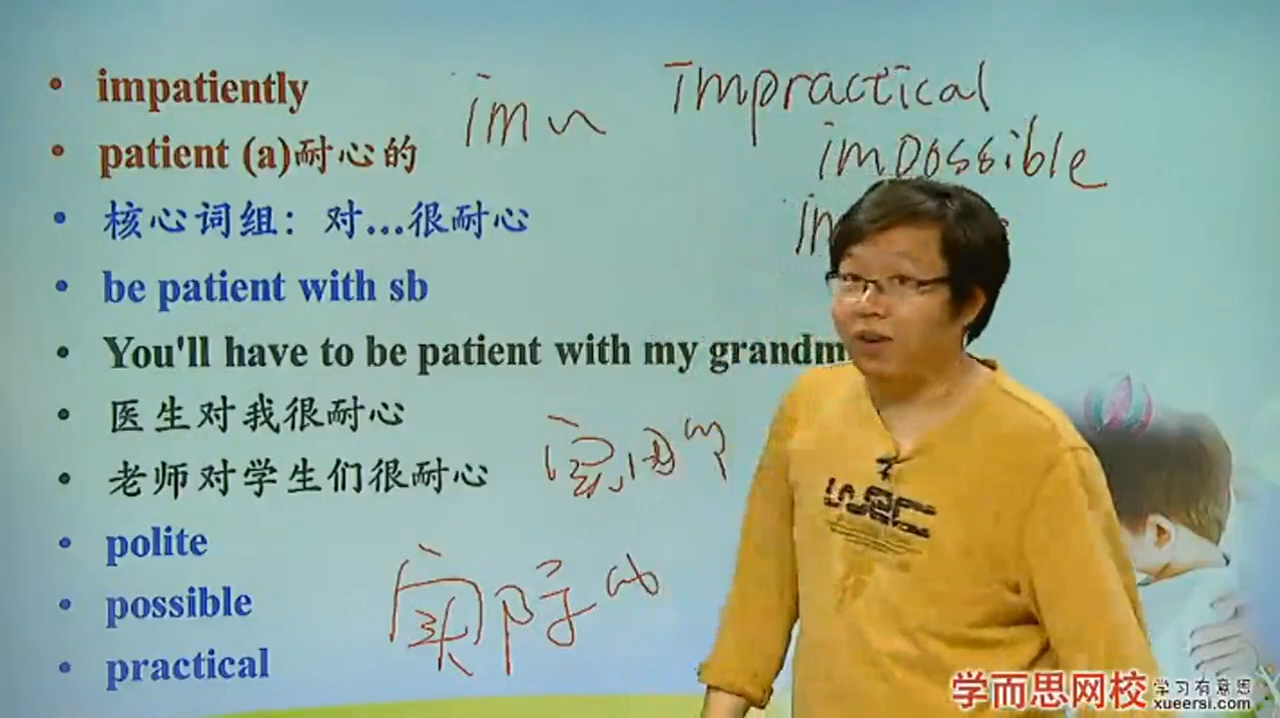 impatiently
patient (a)耐心的
核心词组：对...很耐心
be patient with sb
You'll have to be patient with my grandm
医生对我很耐心
老师对学生们很耐心
polite
possible
practical
im
impractical
impossible
im
实用的
实际的
学而思网校
学习有意思
xueersi.com